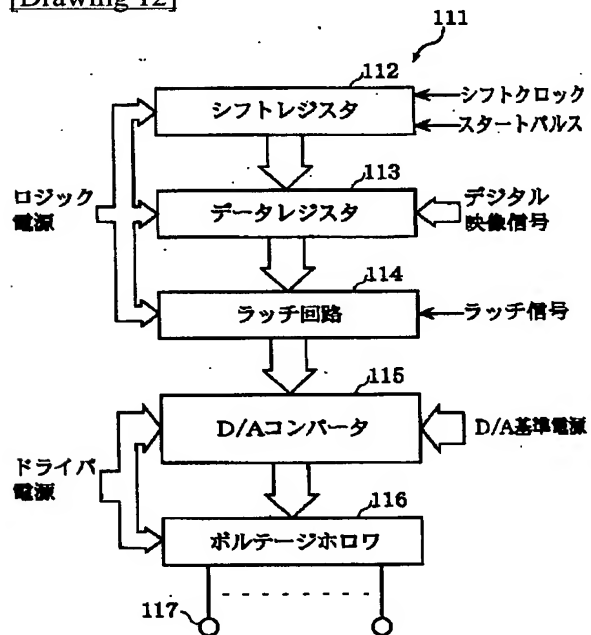 [Drawing 12]
111
112
シフトレジスタ
シフトクロック
スタートパルス
113
ロジック
電源
データレジスタ
デジタル
映像信号
114
ラッチ回路
ラッチ信号
115
D/Aコンバータ
D/A基準電源
ドライバ
電源
116
ボルテージホロワ
117